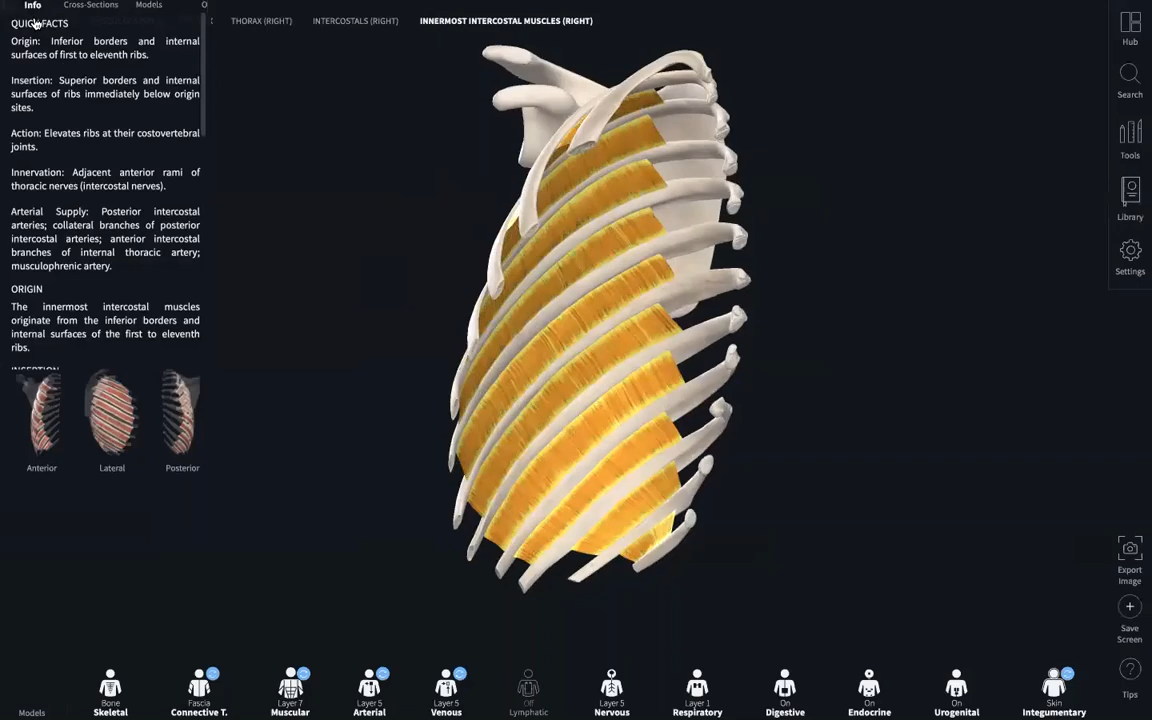 Info Cross-Sections Models O
THORAX (RIGHT) INTERCOSTALS (RIGHT) INNERMOST INTERCOSTAL MUSCLES (RIGHT)
QUICK FACTS
Origin: Inferior borders and internal
surfaces of first to eleventh ribs.
Insertion: Superior borders and internal
surfaces of ribs immediately below origin
sites.
Action: Elevates ribs at their costovertebral
joints.
Innervation: Adjacent anterior rami of
thoracic nerves (intercostal nerves).
Arterial Supply: Posterior intercostal
arteries; collateral branches of posterior
intercostal arteries; anterior intercostal
branches of internal thoracic artery;
musculophrenic artery.
ORIGIN
The innermost intercostal muscles
originate from the inferior borders and
internal surfaces of the first to eleventh
ribs.
INSERTION
Anterior Lateral Posterior
Hub
Search
Tools
Library
Settings
Export
Image
Save
Screen
Tips
Models
Bone
Skeletal
Fascia
Connective T.
Layer 7
Muscular
Layer 5
Arterial
Layer 5
Venous
Off
Lymphatic
Layer 5
Nervous
Layer 1
Respiratory
On
Digestive
On
Endocrine
On
Urogenital
Skin
Integumentary